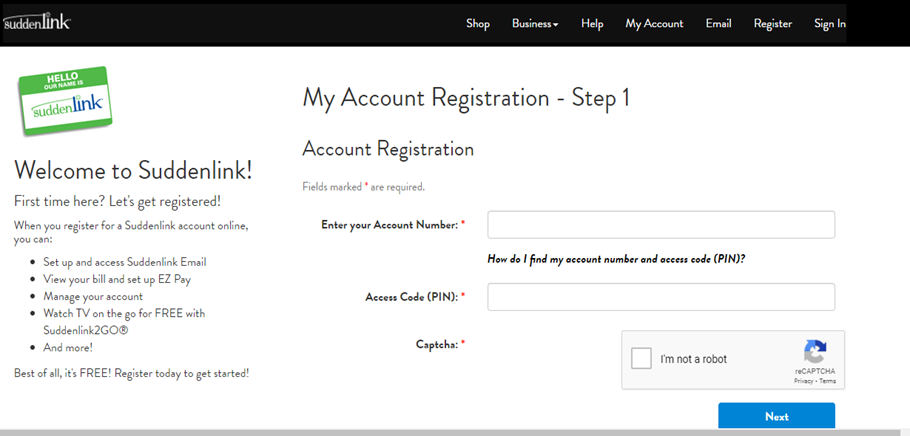 suddenlink
Shop
Business
Help
My Account
Email
Register
Sign In
HELLO
OUR NAME IS
suddenlink
Welcome to Suddenlink!
First time here? Let's get registered!
When you register for a Suddenlink account online,
you can:
Set up and access Suddenlink Email
View your bill and set up EZ Pay
Manage your account
Watch TV on the go for FREE with
Suddenlink2GO®
And more!
Best of all, it's FREE! Register today to get started!
My Account Registration - Step 1
Account Registration
Fields marked * are required.
Enter your Account Number: *
How do I find my account number and access code (PIN)?
Access Code (PIN): *
Captcha: *
I'm not a robot
reCAPTCHA
Privacy - Terms
Next